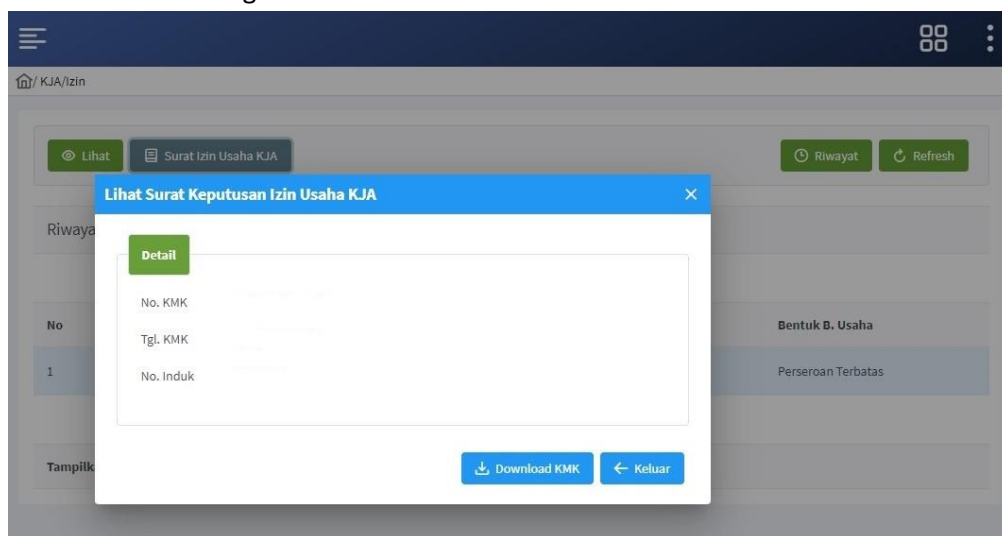 / KJA/Izin
Lihat
Surat Izin Usaha KJA
Riwayat
Refresh
Lihat Surat Keputusan Izin Usaha KJA
Riwaya
Detail
No. KMK
No
Bentuk B. Usaha
Tgl. KMK
1
No. Induk
Perseroan Terbatas
Tampilk
Download KMK
Keluar